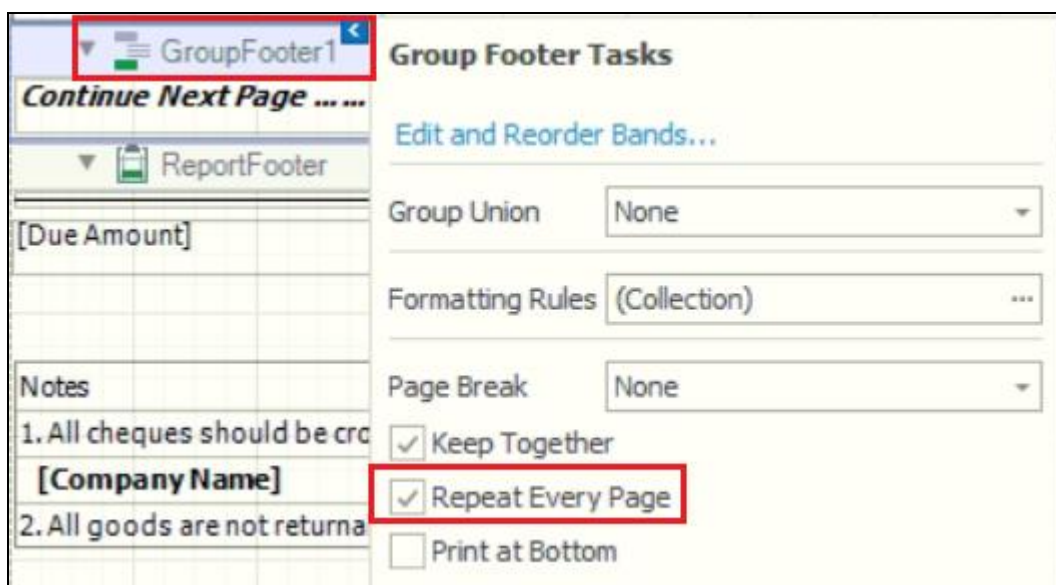 GroupFooter1
Continue Next Page ... ...
ReportFooter
[Due Amount]
Notes
1. All cheques should be cro
[Company Name]
2. All goods are not returna
Group Footer Tasks
Edit and Reorder Bands...
Group Union None
Formatting Rules (Collection) ...
Page Break None
Keep Together
Repeat Every Page
Print at Bottom